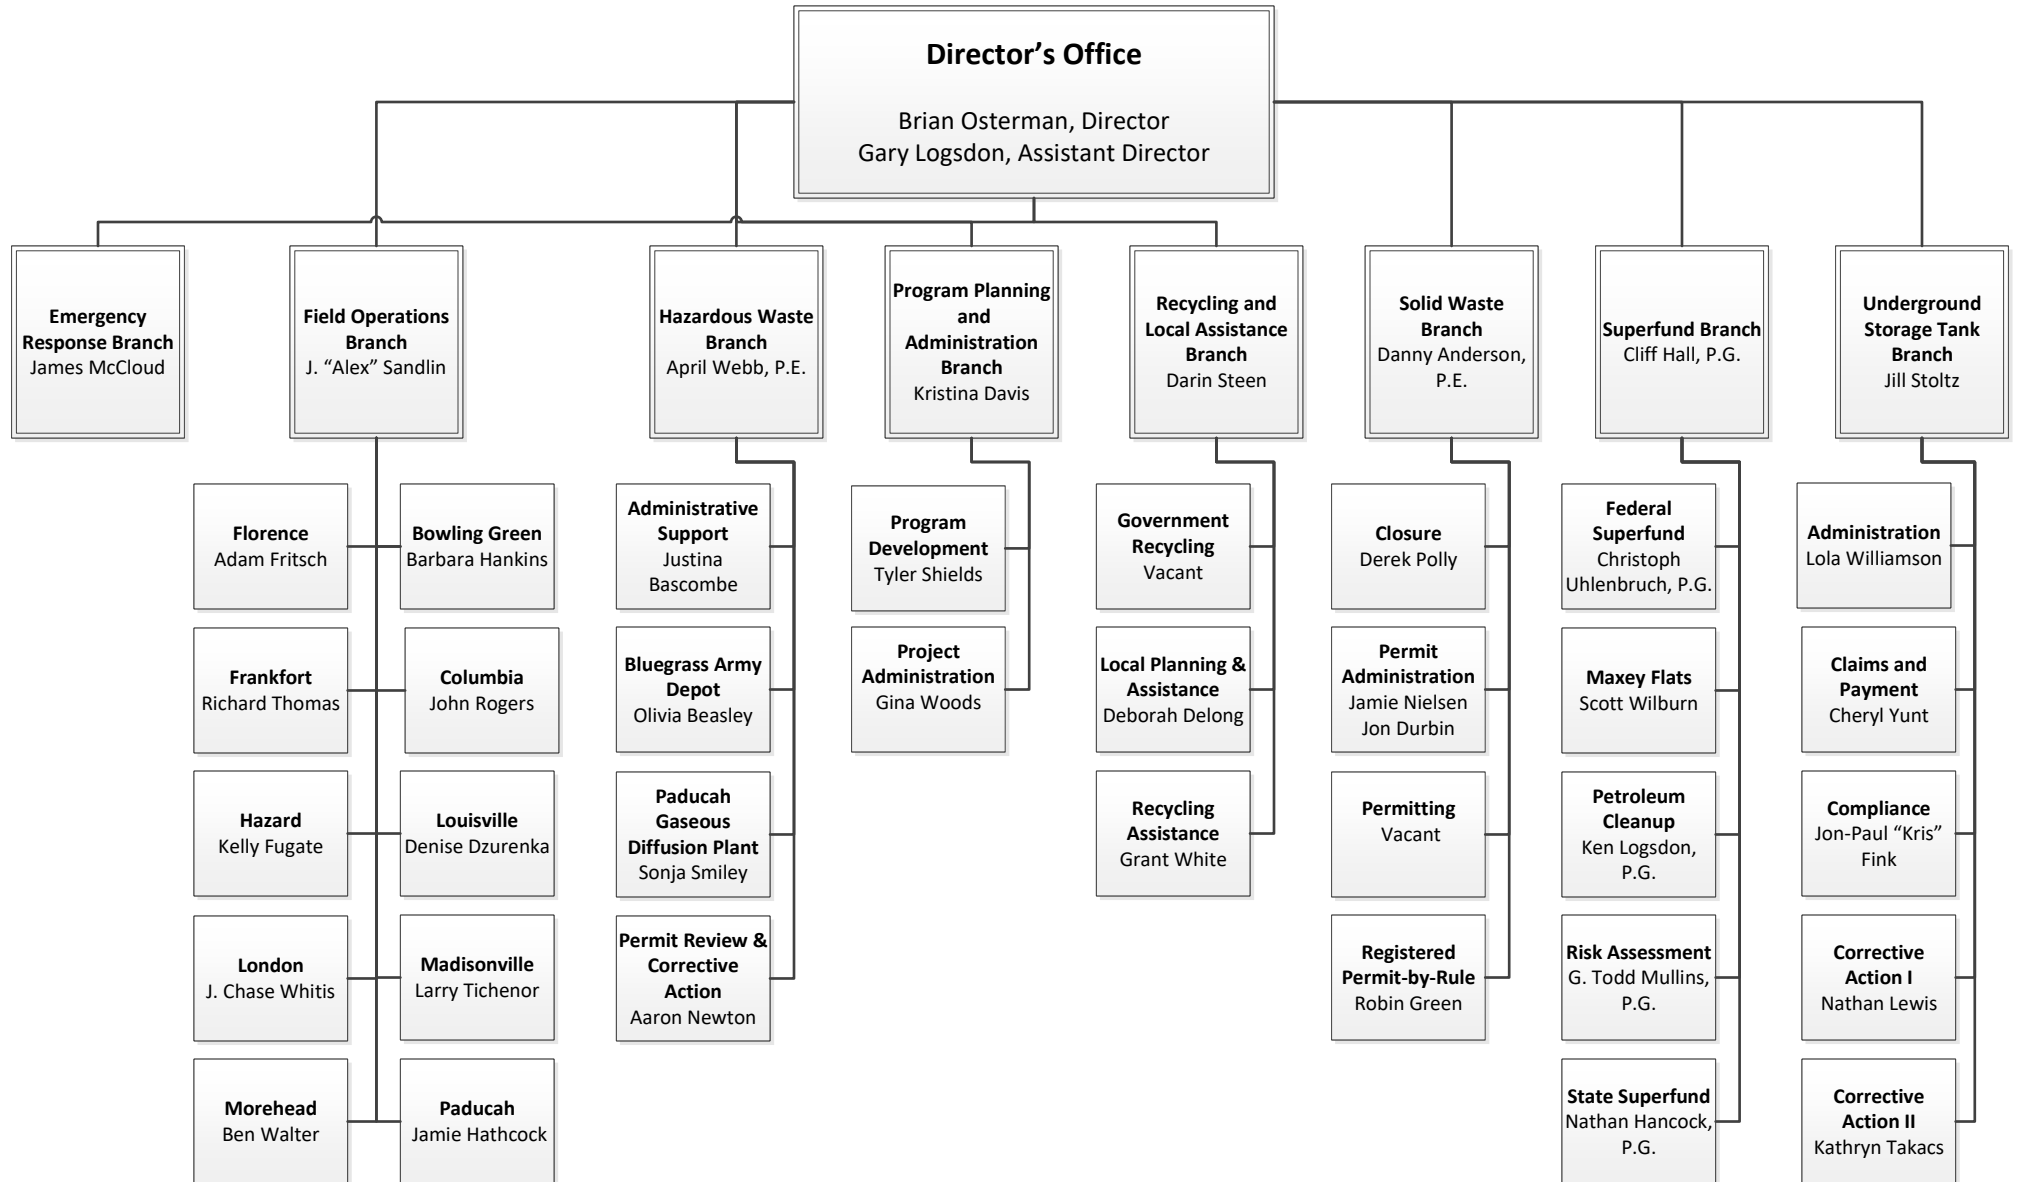 Director’s Office
Brian Osterman, Director
Gary Logsdon, Assistant Director
Emergency
Response Branch
James McCloud
Field Operations
Branch
J. “Alex” Sandlin
Hazardous Waste
Branch
April Webb, P.E.
Program Planning
and
Administration
Branch
Kristina Davis
Recycling and
Local Assistance
Branch
Darin Steen
Solid Waste
Branch
Danny Anderson,
P.E.
Superfund Branch
Cliff Hall, P.G.
Underground
Storage Tank
Branch
Jill Stoltz
Florence
Adam Fritsch
Bowling Green
Barbara Hankins
Frankfort
Richard Thomas
Columbia
John Rogers
Hazard
Kelly Fugate
Louisville
Denise Dzurenka
London
J. Chase Whitis
Madisonville
Larry Tichenor
Morehead
Ben Walter
Paducah
Jamie Hathcock
Administrative
Support
Justina
Bascombe
Bluegrass Army
Depot
Olivia Beasley
Paducah
Gaseous
Diffusion Plant
Sonja Smiley
Permit Review &
Corrective
Action
Aaron Newton
Program
Development
Tyler Shields
Project
Administration
Gina Woods
Government
Recycling
Vacant
Local Planning &
Assistance
Deborah Delong
Recycling
Assistance
Grant White
Closure
Derek Polly
Permit
Administration
Jamie Nielsen
Jon Durbin
Permitting
Vacant
Registered
Permit-by-Rule
Robin Green
Federal
Superfund
Christoph
Uhlenbruch, P.G.
Maxey Flats
Scott Wilburn
Petroleum
Cleanup
Ken Logsdon,
P.G.
Risk Assessment
G. Todd Mullins,
P.G.
State Superfund
Nathan Hancock,
P.G.
Administration
Lola Williamson
Claims and
Payment
Cheryl Yunt
Compliance
Jon-Paul “Kris”
Fink
Corrective
Action I
Nathan Lewis
Corrective
Action II
Kathryn Takacs